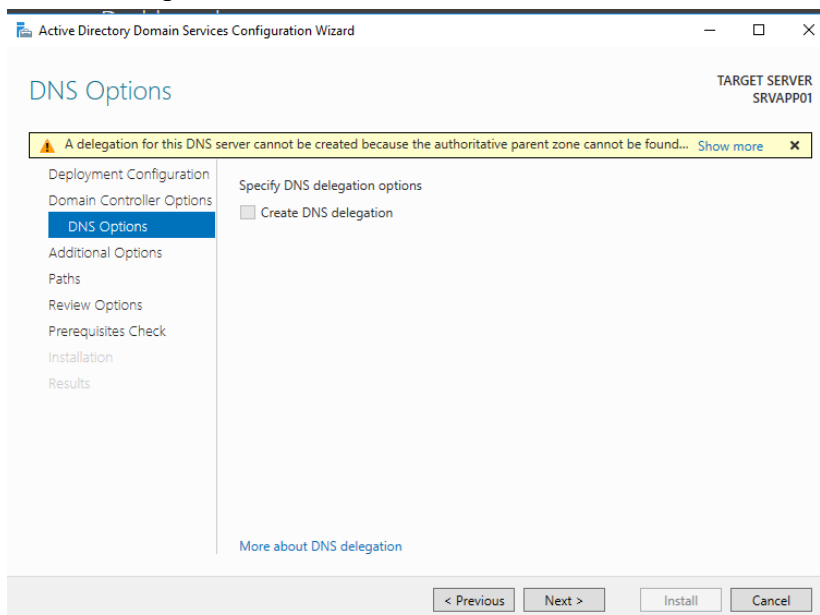 Active Directory Domain Services Configuration Wizard
DNS Options
TARGET SERVER
SRVAPP01
A delegation for this DNS server cannot be created because the authoritative parent zone cannot be found... Show more
Deployment Configuration
Domain Controller Options
DNS Options
Additional Options
Paths
Review Options
Prerequisites Check
Installation
Results
Specify DNS delegation options
Create DNS delegation
More about DNS delegation
< Previous
Next >
Install
Cancel